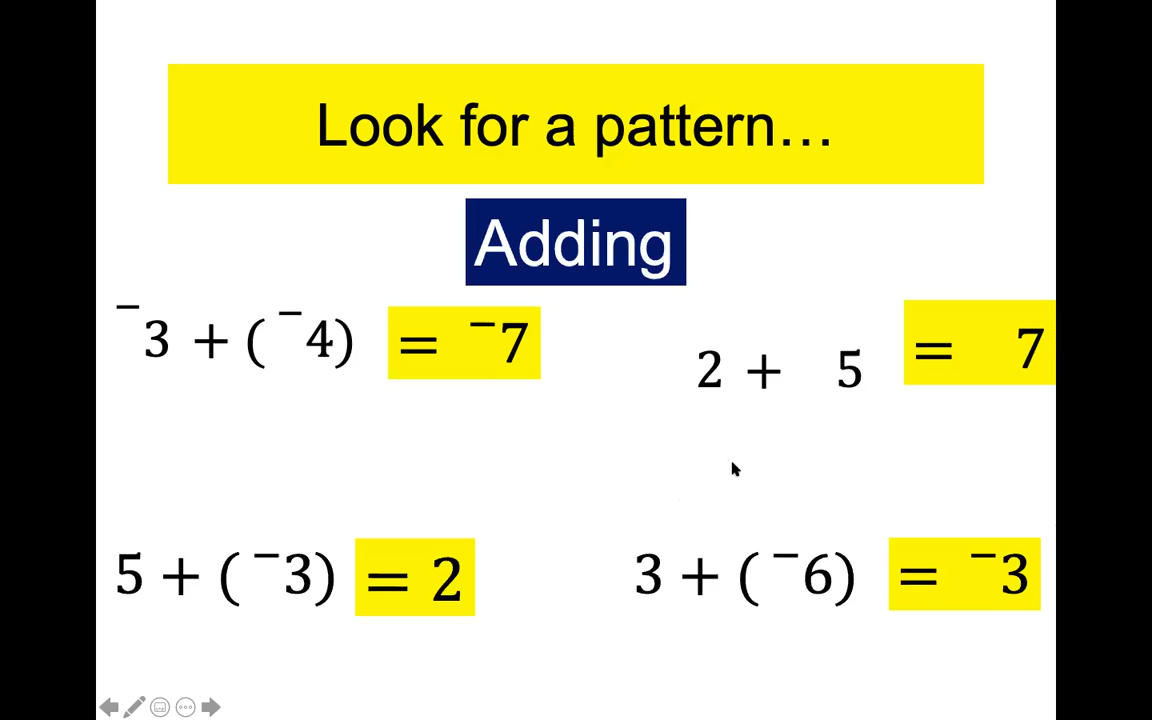 Look for a pattern…
Adding
⁻3 + (⁻4) = ⁻7
2 + 5 = 7
5 + (⁻3) = 2
3 + (⁻6) = ⁻3